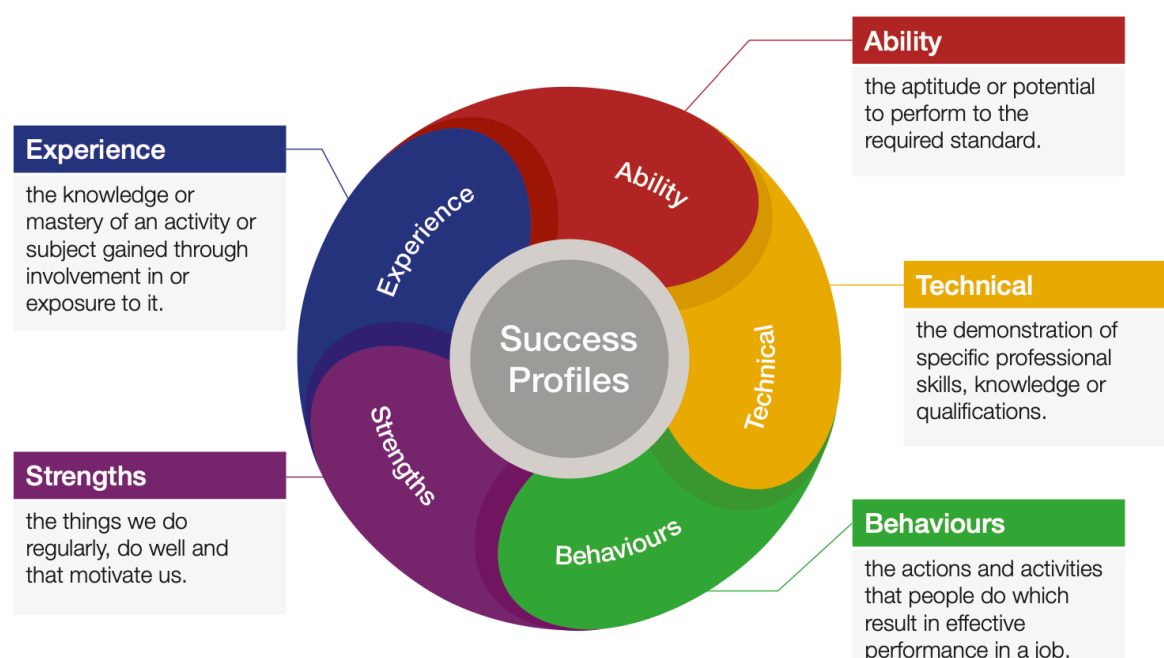 Ability
the aptitude or potential
to perform to the
required standard.
Experience
the knowledge or
mastery of an activity or
subject gained through
involvement in or
exposure to it.
Ability
Experience
Technical
the demonstration of
specific professional
skills, knowledge or
qualifications.
Success
Profiles
Technical
Strengths
Behaviours
Strengths
the things we do
regularly, do well and
that motivate us.
Behaviours
the actions and activities
that people do which
result in effective
performance in a job.